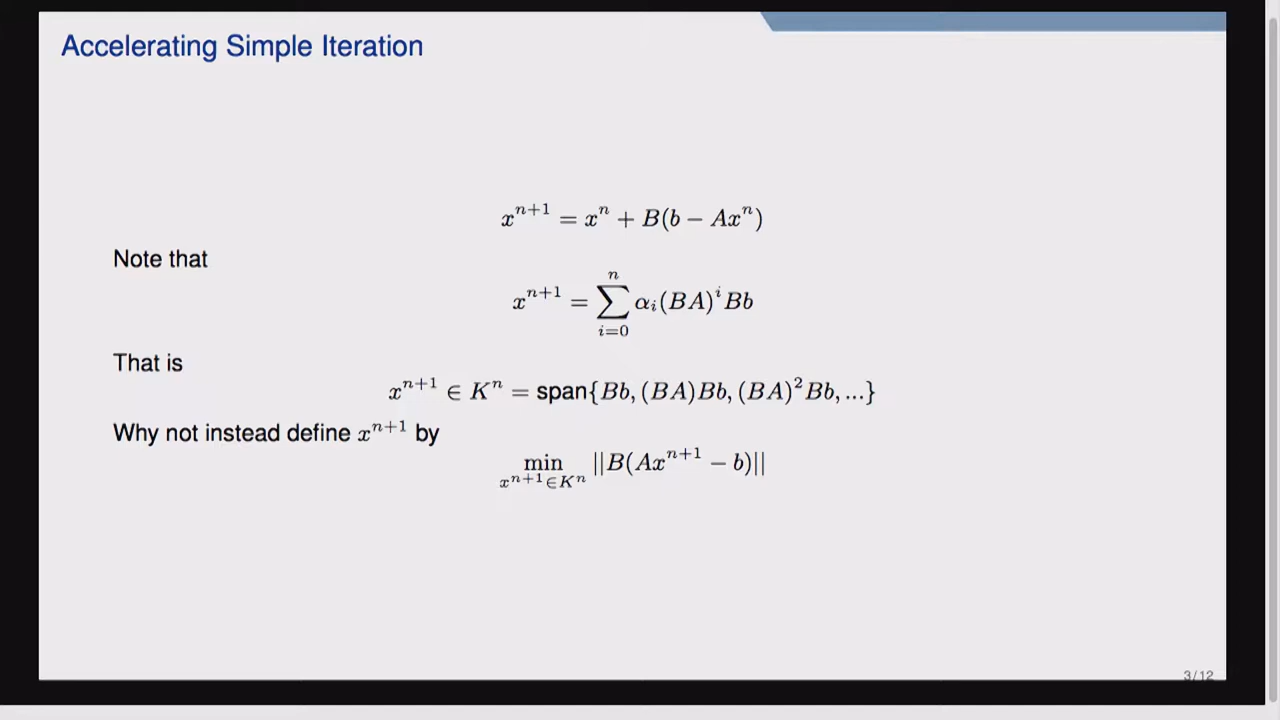 Accelerating Simple Iteration
x^{n+1} = x^n + B(b − Ax^n)
Note that
x^{n+1} = \sum_{i=0}^{n} α_i(BA)^i Bb
That is
x^{n+1} ∈ K^n = span{Bb, (BA)Bb, (BA)^2Bb, ...}
Why not instead define x^{n+1} by
\min_{x^{n+1}∈K^n} ||B(Ax^{n+1} − b)||
3/12